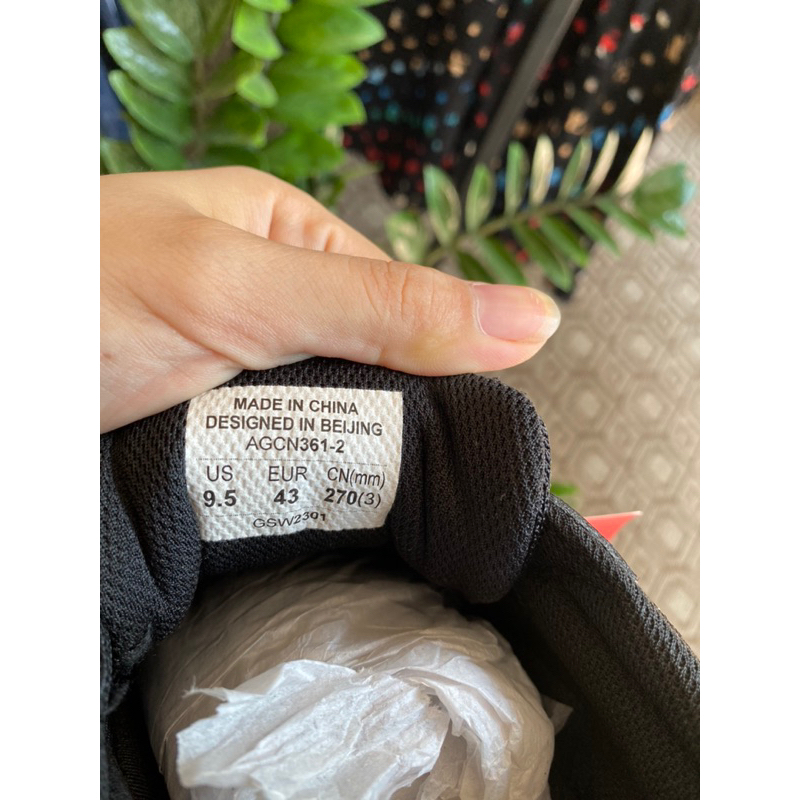 MADE IN CHINA
DESIGNED IN BEIJING
AGCN361-2
US EUR CN(mm)
9.5 43 270(3)
GSW2301